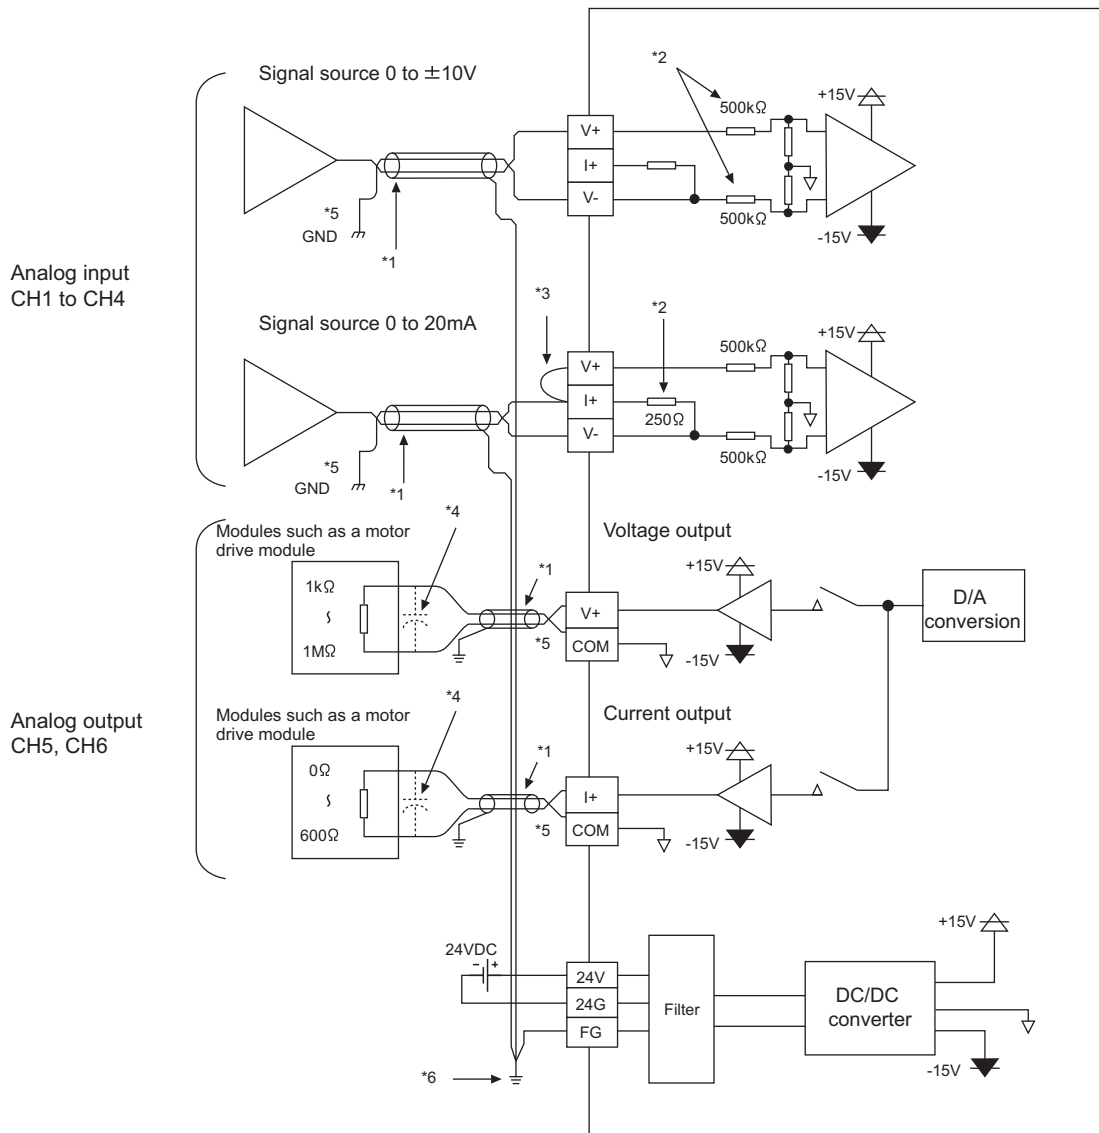 Signal source 0 to ±10V
*2
500kΩ
+15V
V+
I+
V-
500kΩ
-15V
*5
GND
*1
Analog input
CH1 to CH4
*3
*2
Signal source 0 to 20mA
500kΩ
+15V
V+
I+
V-
250Ω
500kΩ
-15V
*5
GND
*1
Modules such as a motor
drive module
*4
Voltage output
1kΩ
~
1MΩ
*1
*5
V+
COM
+15V
-15V
D/A
conversion
Analog output
CH5, CH6
Modules such as a motor
drive module
*4
Current output
0Ω
~
600Ω
*1
*5
I+
COM
+15V
-15V
24VDC
- +
24V
24G
FG
Filter
DC/DC
converter
+15V
-15V
*6